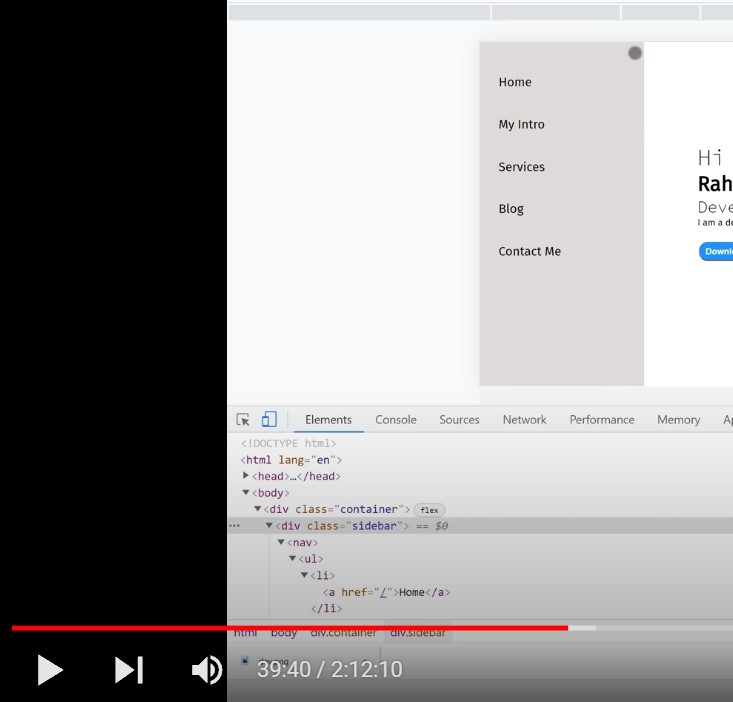 Home
My Intro
Services
Blog
Contact Me
Hi
Rah
Deve
I am a de
Downl
Elements Console Sources Network Performance Memory Ap
<!DOCTYPE html>
<html lang="en">
<head>…</head>
<body>
<div class="container"> flex
<div class="sidebar"> == $0
<nav>
<ul>
<li>
<a href="/">Home</a>
</li>
html body div.container div.sidebar
39:40 / 2:12:10